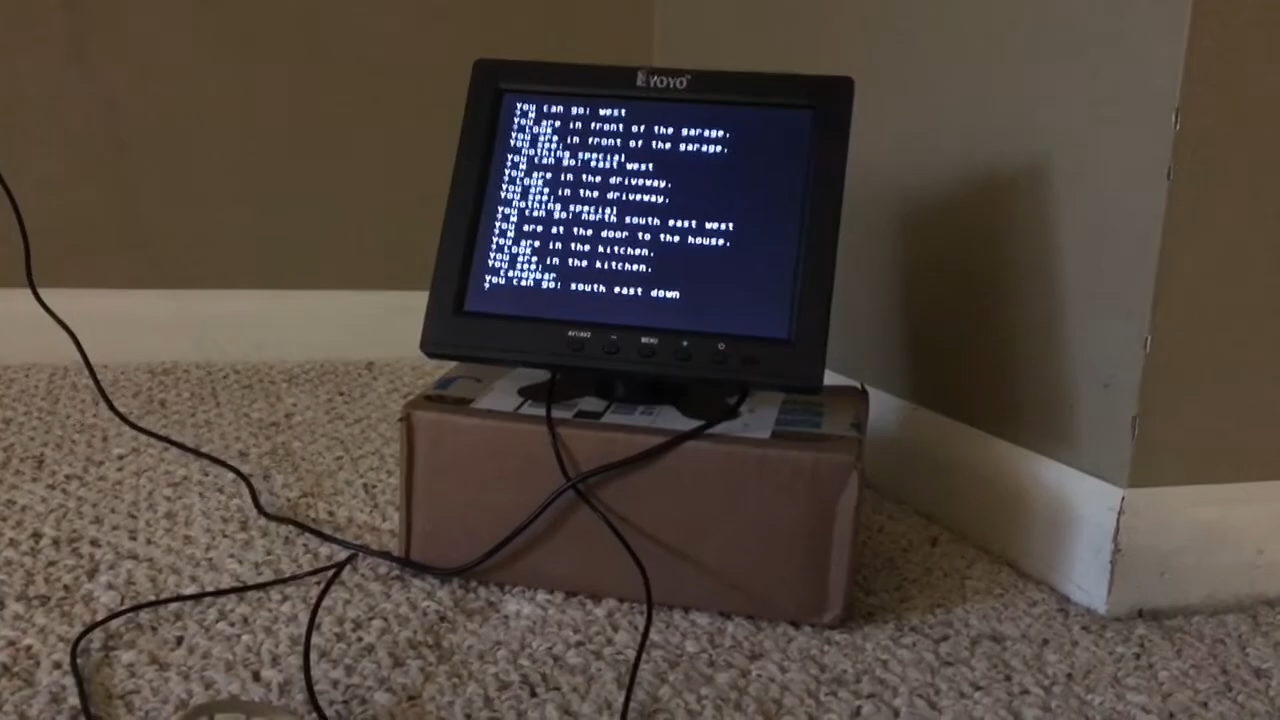 EYOYO
You can go: west
? W
You are in front of the garage.
? LOOK
You are in front of the garage.
You see:
nothing special
You can go: east west
? W
You are in the driveway.
? LOOK
You are in the driveway.
You see:
nothing special
You can go: north south east west
? W
You are at the door to the house.
? W
You are in the kitchen.
? LOOK
You are in the kitchen.
You see:
candybar
You can go: south east down
?
MENU